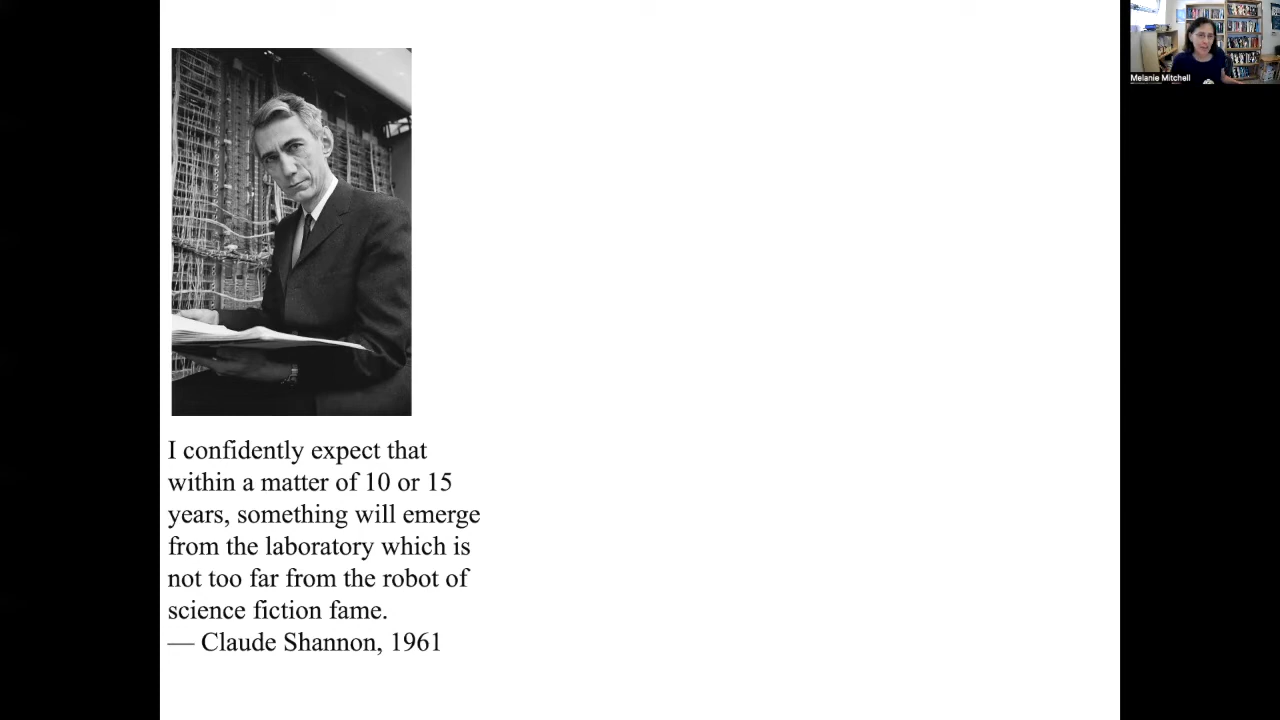 Melanie Mitchell
I confidently expect that
within a matter of 10 or 15
years, something will emerge
from the laboratory which is
not too far from the robot of
science fiction fame.
— Claude Shannon, 1961